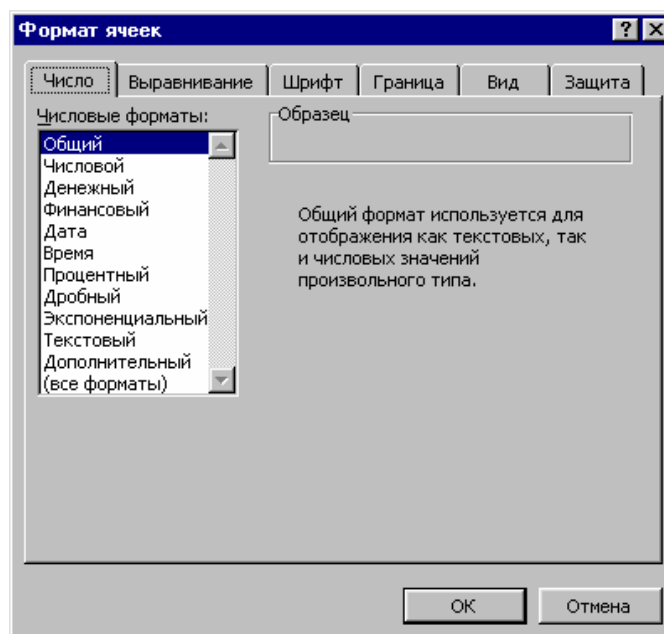 Формат ячеек
Число Выравнивание Шрифт Граница Вид Защита
Числовые форматы:
Образец
Общий
Числовой
Денежный
Финансовый
Дата
Время
Процентный
Дробный
Экспоненциальный
Текстовый
Дополнительный
(все форматы)
Общий формат используется для
отображения как текстовых, так
и числовых значений
произвольного типа.
ОК Отмена